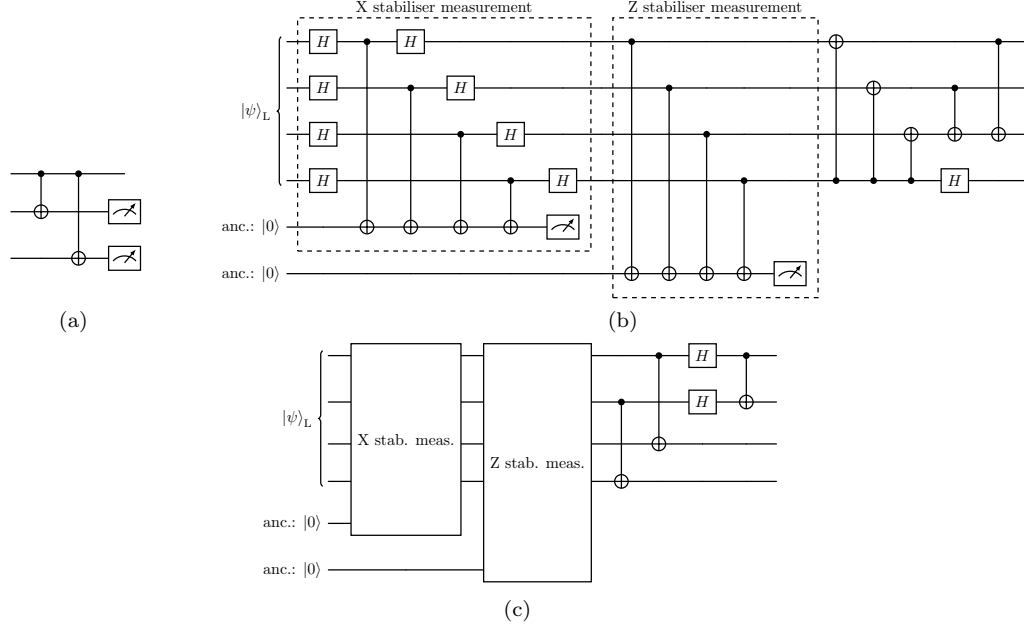 X stabiliser measurement
Z stabiliser measurement
H H
H H
|ψ⟩L
H H
H H H
anc.: |0⟩
anc.: |0⟩
(a)
(b)
H
|ψ⟩L
H
X stab. meas.
Z stab. meas.
anc.: |0⟩
anc.: |0⟩
(c)